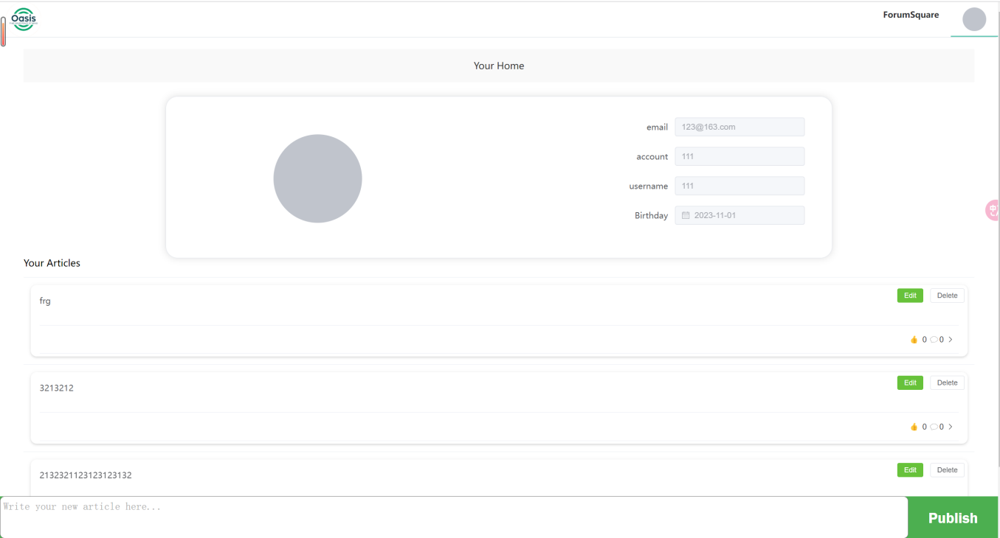 Oasis
ForumSquare
Your Home
email 123@163.com
account 111
username 111
Birthday 2023-11-01
中
Your Articles
frg
Edit Delete
0 0
3213212
Edit Delete
0 0
2132321123123123132
Edit Delete
Write your new article here...
Publish